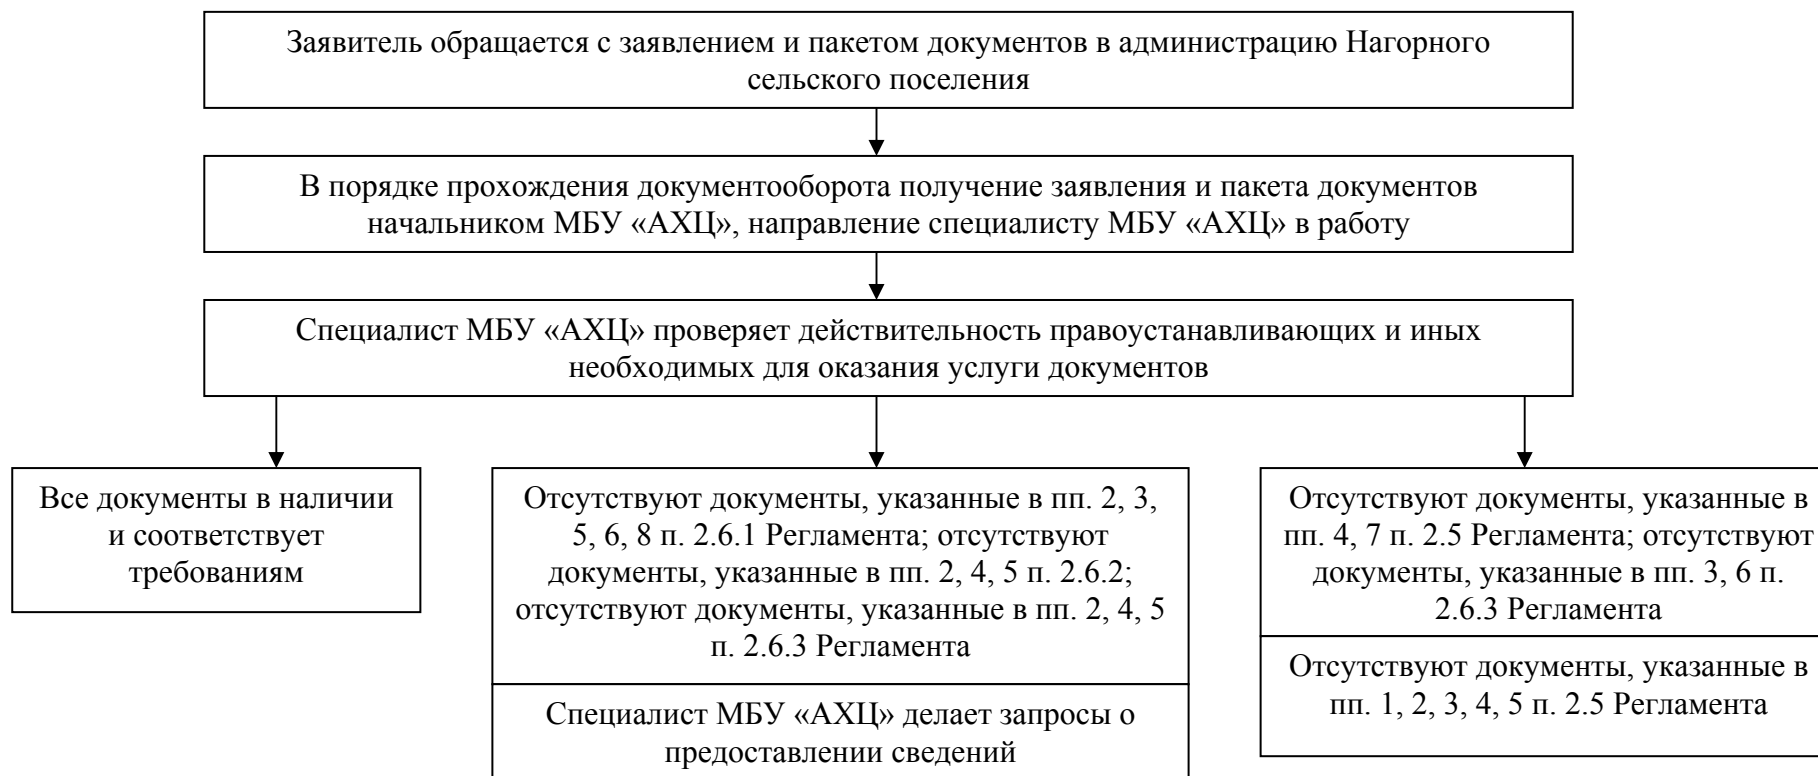 Заявитель обращается с заявлением и пакетом документов в администрацию Нагорного
сельского поселения
В порядке прохождения документооборота получение заявления и пакета документов
начальником МБУ «АХЦ», направление специалисту МБУ «АХЦ» в работу
Специалист МБУ «АХЦ» проверяет действительность правоустанавливающих и иных
необходимых для оказания услуги документов
Все документы в наличии
и соответствует
требованиям
Отсутствуют документы, указанные в пп. 2, 3,
5, 6, 8 п. 2.6.1 Регламента; отсутствуют
документы, указанные в пп. 2, 4, 5 п. 2.6.2;
отсутствуют документы, указанные в пп. 2, 4, 5
п. 2.6.3 Регламента
Специалист МБУ «АХЦ» делает запросы о
предоставлении сведений
Отсутствуют документы, указанные в
пп. 4, 7 п. 2.5 Регламента; отсутствуют
документы, указанные в пп. 3, 6 п.
2.6.3 Регламента
Отсутствуют документы, указанные в
пп. 1, 2, 3, 4, 5 п. 2.5 Регламента